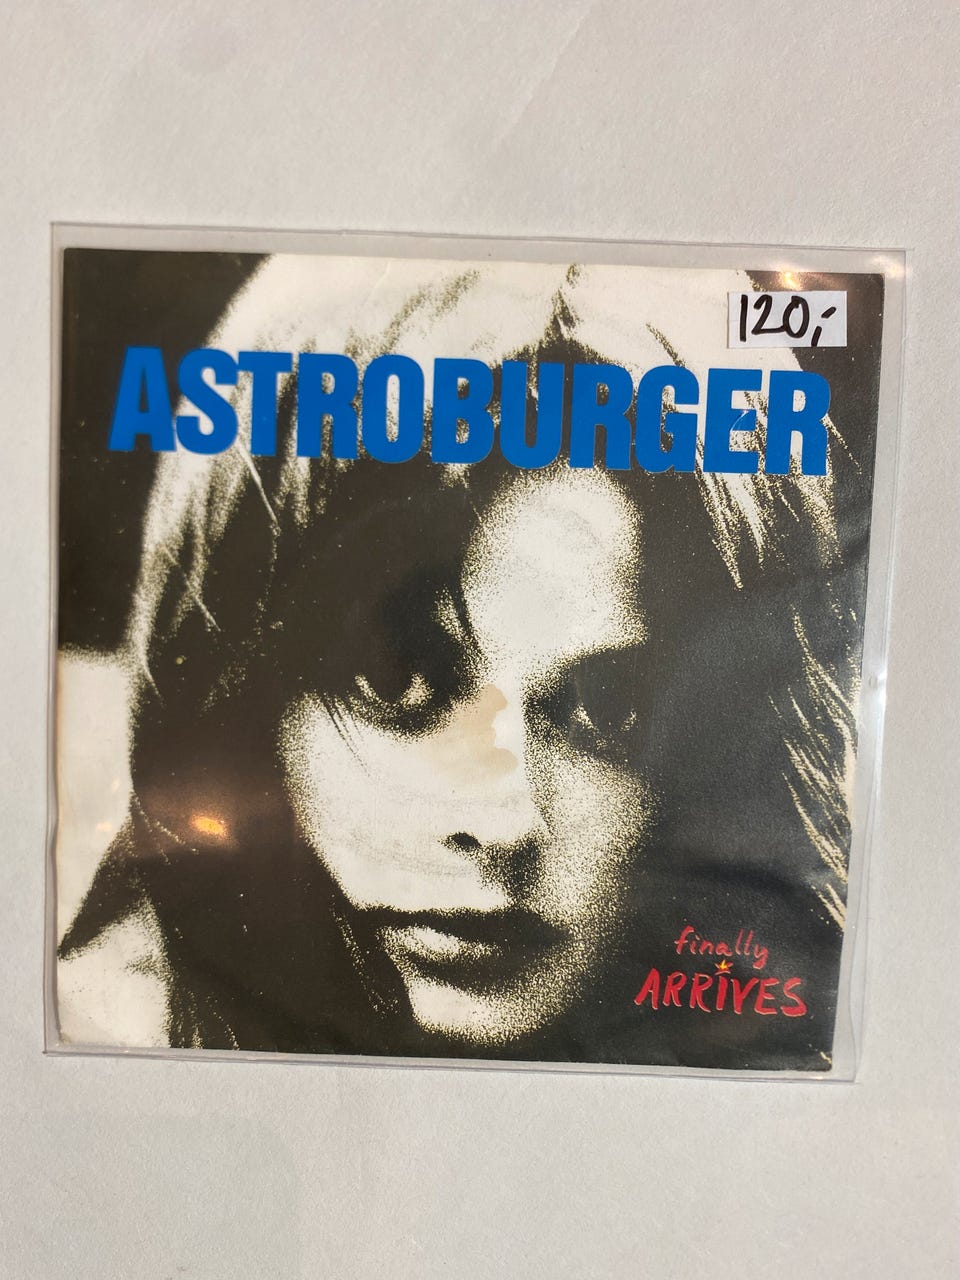 120,-
ASTROBURGER
finally
ARRIVES